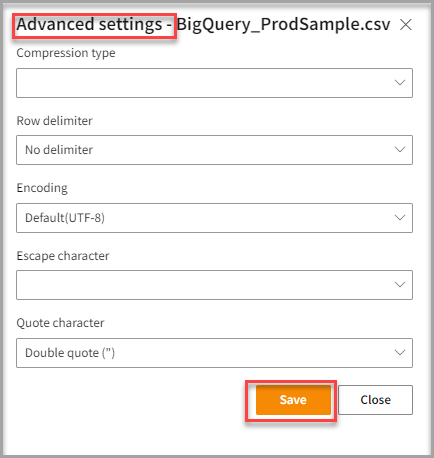 Advanced settings - BigQuery_ProdSample.csv
Compression type
Row delimiter
No delimiter
Encoding
Default(UTF-8)
Escape character
Quote character
Double quote (")
Save Close